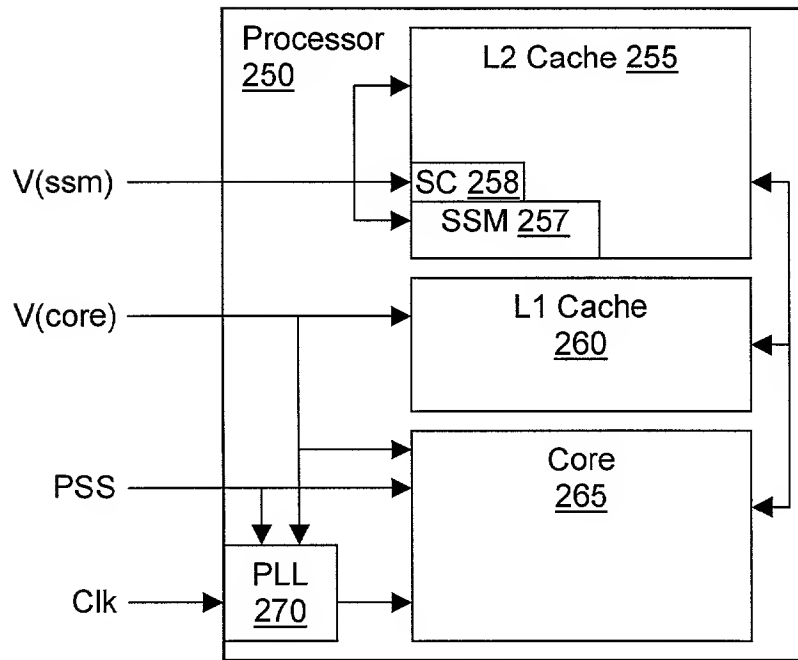 Processor
250
L2 Cache 255
V(ssm)
SC 258
SSM 257
V(core)
L1 Cache
260
PSS
Core
265
Clk
PLL
270